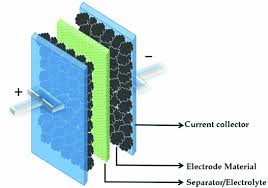 −
+
Current collector
Electrode Material
Separator/Electrolyte